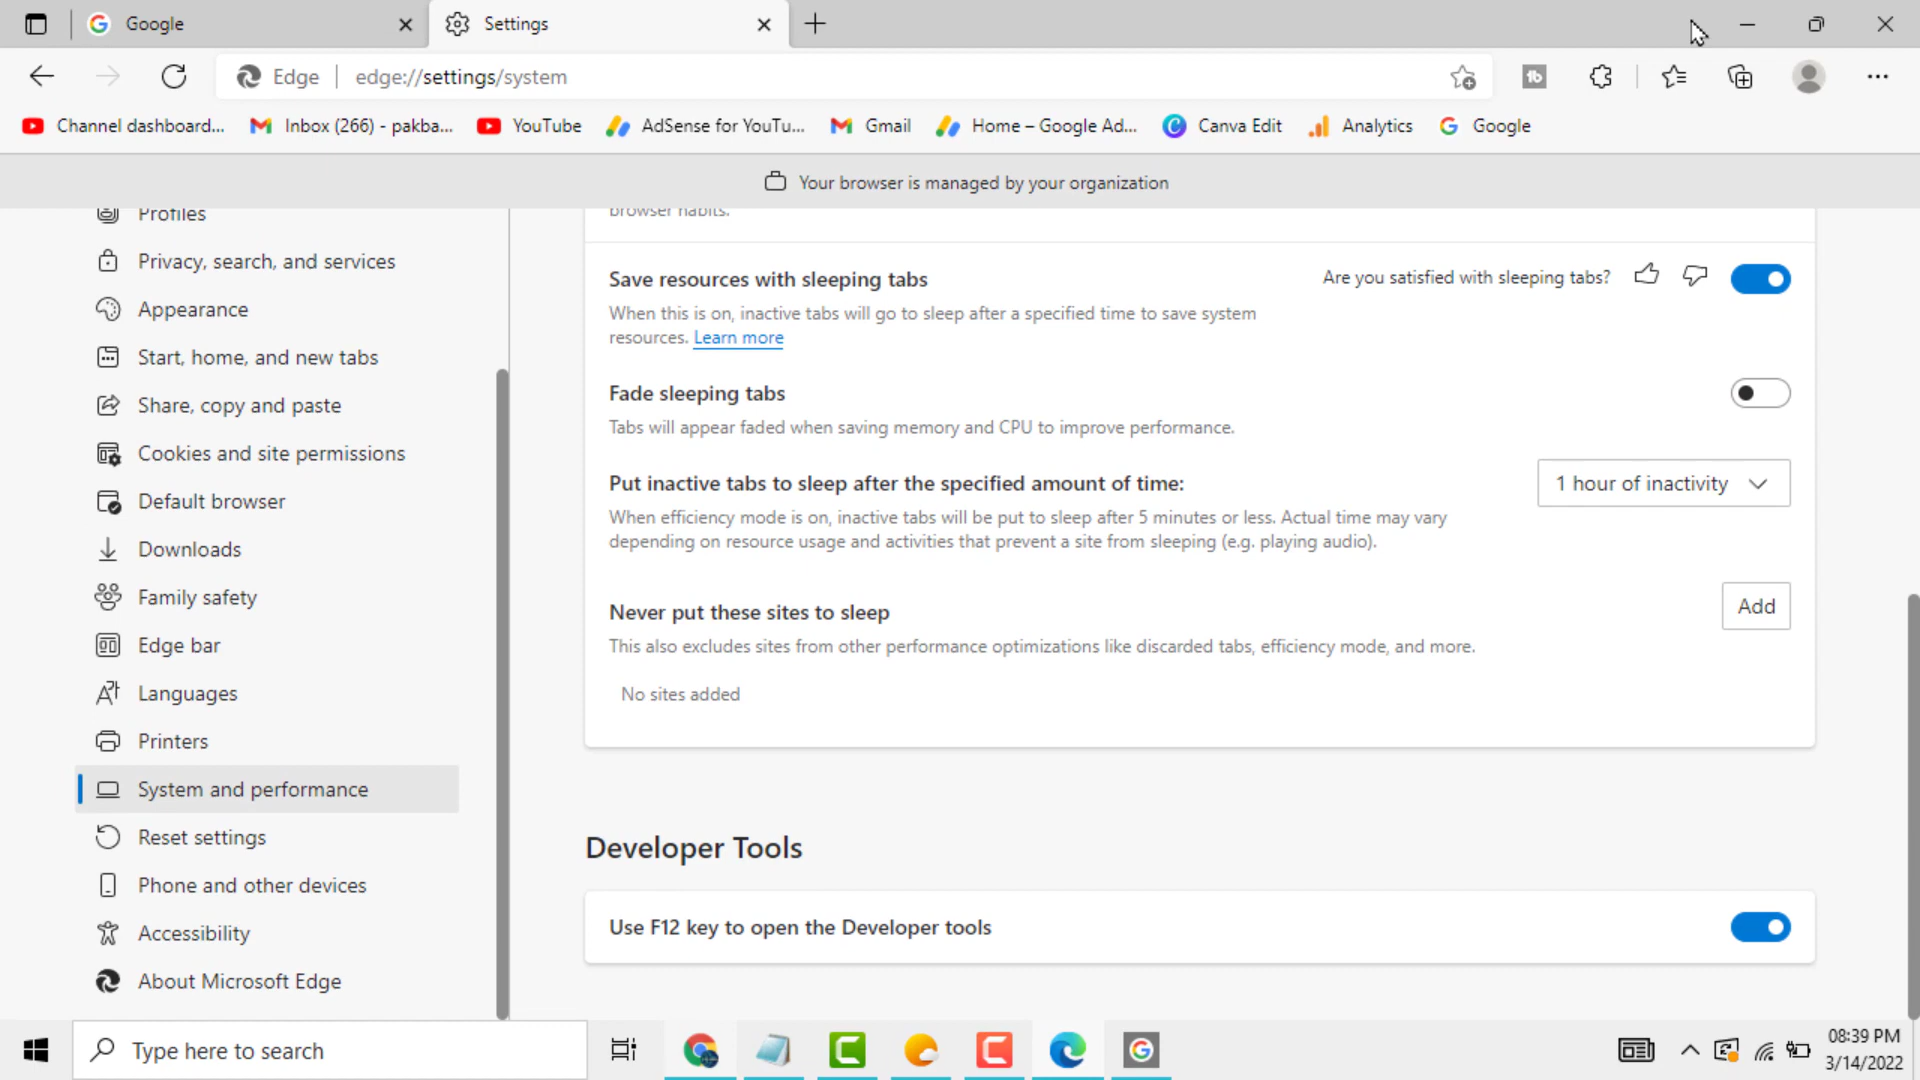 Google
Settings
Edge
edge://settings/system
Channel dashboard...
Inbox (266) - pakba...
YouTube
AdSense for YouTu...
Gmail
Home – Google Ad...
Canva Edit
Analytics
Google
Your browser is managed by your organization
Profiles
Privacy, search, and services
Appearance
Start, home, and new tabs
Share, copy and paste
Cookies and site permissions
Default browser
Downloads
Family safety
Edge bar
Languages
Printers
System and performance
Reset settings
Phone and other devices
Accessibility
About Microsoft Edge
browser habits.
Save resources with sleeping tabs
Are you satisfied with sleeping tabs?
When this is on, inactive tabs will go to sleep after a specified time to save system
resources. Learn more
Fade sleeping tabs
Tabs will appear faded when saving memory and CPU to improve performance.
Put inactive tabs to sleep after the specified amount of time:
1 hour of inactivity
When efficiency mode is on, inactive tabs will be put to sleep after 5 minutes or less. Actual time may vary
depending on resource usage and activities that prevent a site from sleeping (e.g. playing audio).
Never put these sites to sleep
Add
This also excludes sites from other performance optimizations like discarded tabs, efficiency mode, and more.
No sites added
Developer Tools
Use F12 key to open the Developer tools
Type here to search
08:39 PM
3/14/2022